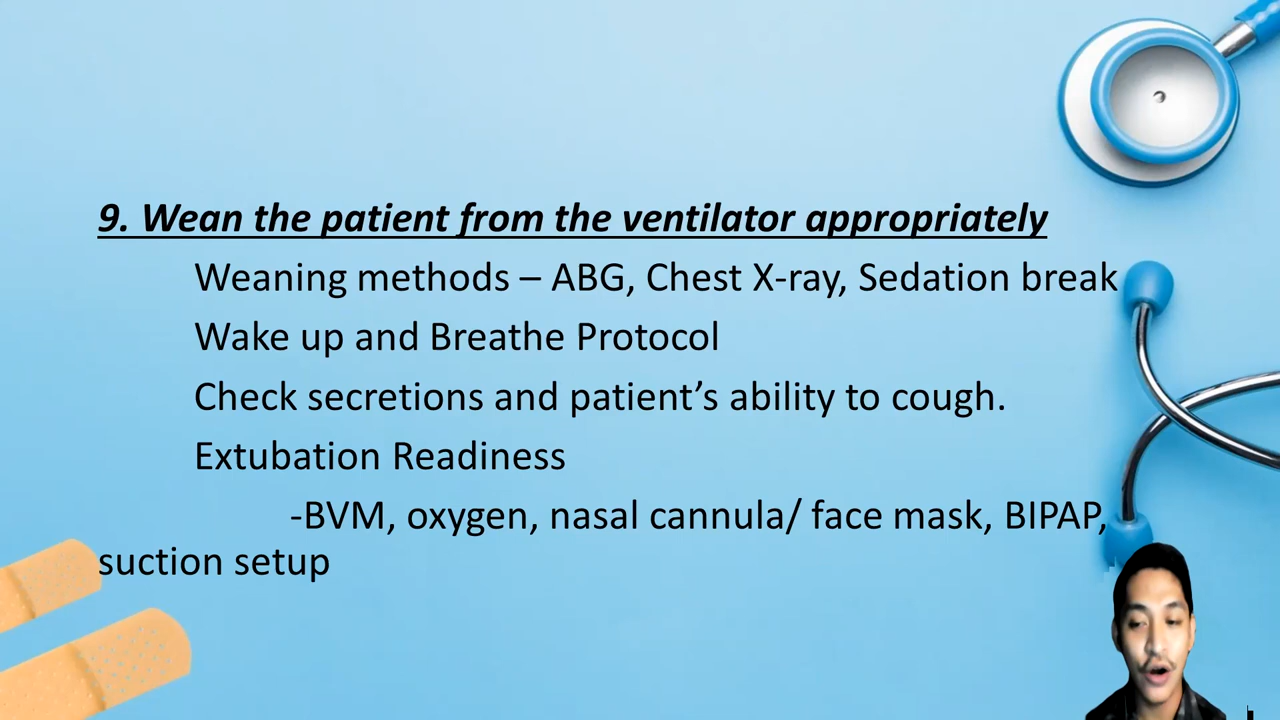 9. Wean the patient from the ventilator appropriately
Weaning methods – ABG, Chest X-ray, Sedation break
Wake up and Breathe Protocol
Check secretions and patient’s ability to cough.
Extubation Readiness
-BVM, oxygen, nasal cannula/ face mask, BIPAP,
suction setup